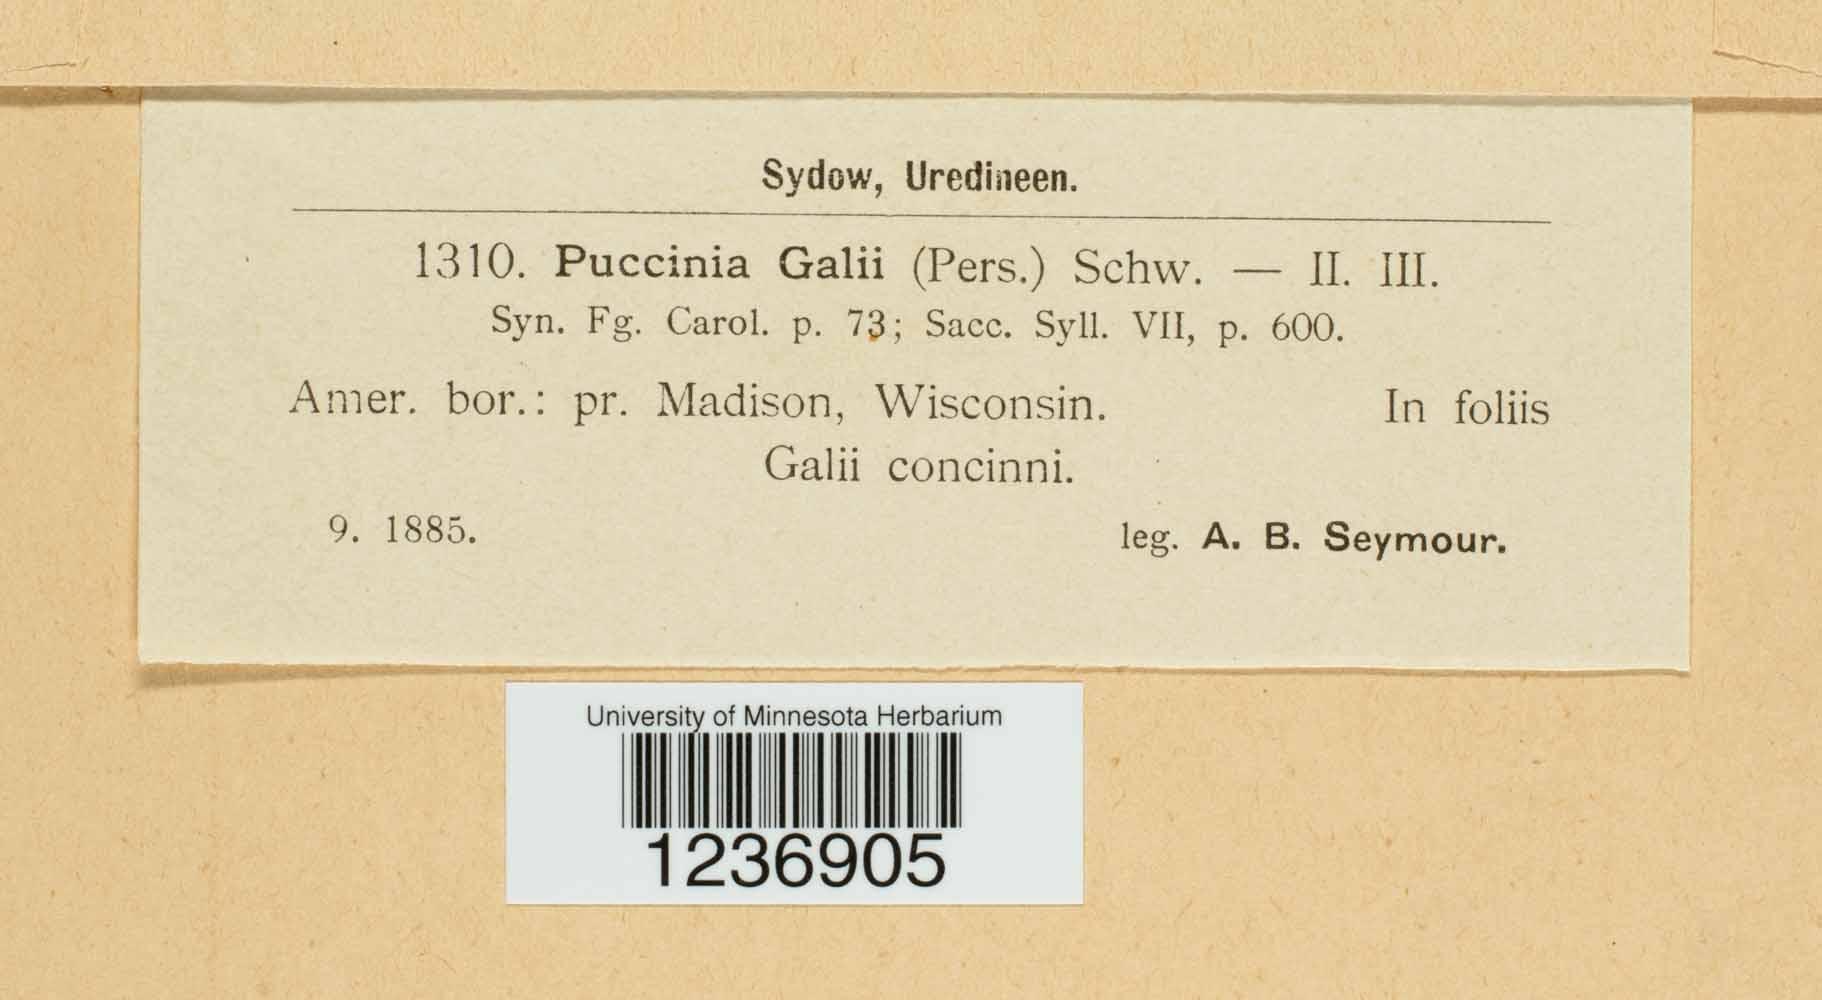 Sydow, Uredineen.
1310. Puccinia Galii (Pers.) Schw. — II. III.
Syn. Fg. Carol. p. 73; Sacc. Syll. VII, p. 600.
Amer. bor.: pr. Madison, Wisconsin. In foliis
Galii concinni.
9. 1885. leg. A. B. Seymour.
University of Minnesota Herbarium
1236905